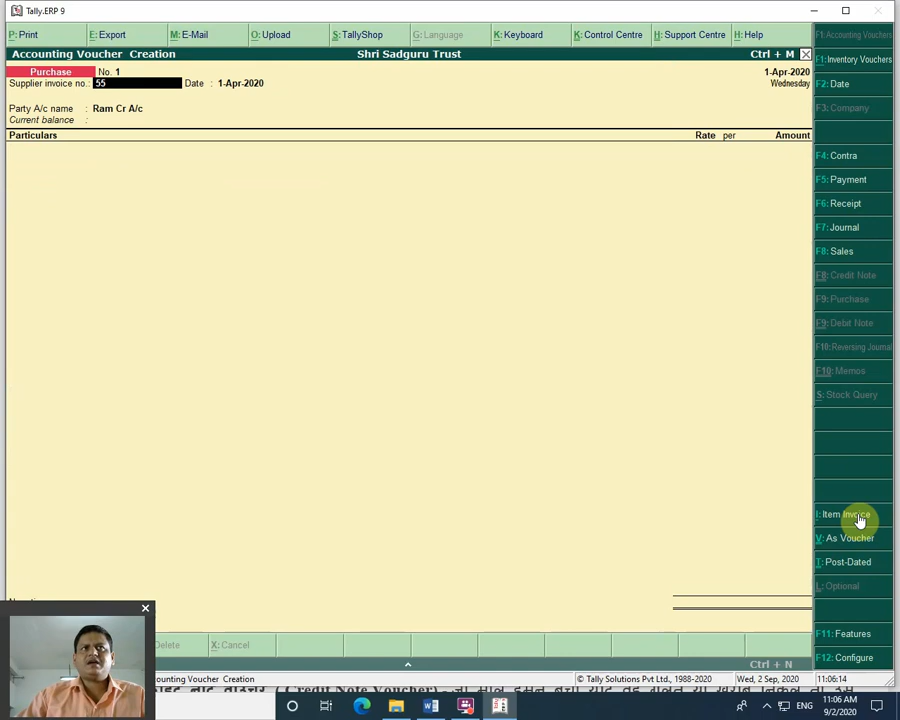 Tally.ERP 9
P: Print
E: Export
M: E-Mail
O: Upload
S: TallyShop
G: Language
K: Keyboard
K: Control Centre
H: Support Centre
H: Help
F1: Accounting Vouchers
Accounting Voucher Creation
Shri Sadguru Trust
Ctrl + M
F1: Inventory Vouchers
Purchase
No. 1
1-Apr-2020
Supplier invoice no.: 55
Date : 1-Apr-2020
Wednesday
F2: Date
Party A/c name : Ram Cr A/c
F3: Company
Current balance :
Particulars
Rate per
Amount
F4: Contra
F5: Payment
F6: Receipt
F7: Journal
F8: Sales
F8: Credit Note
F9: Purchase
F9: Debit Note
F10: Reversing Journal
F10: Memos
S: Stock Query
I: Item Invoice
V: As Voucher
T: Post-Dated
L: Optional
F11: Features
Delete
X: Cancel
F12: Configure
Ctrl + N
counting Voucher Creation
© Tally Solutions Pvt Ltd., 1988-2020
Wed, 2 Sep, 2020
11:06:14
(Credit Note Voucher)
ENG
11:06 AM
9/2/2020